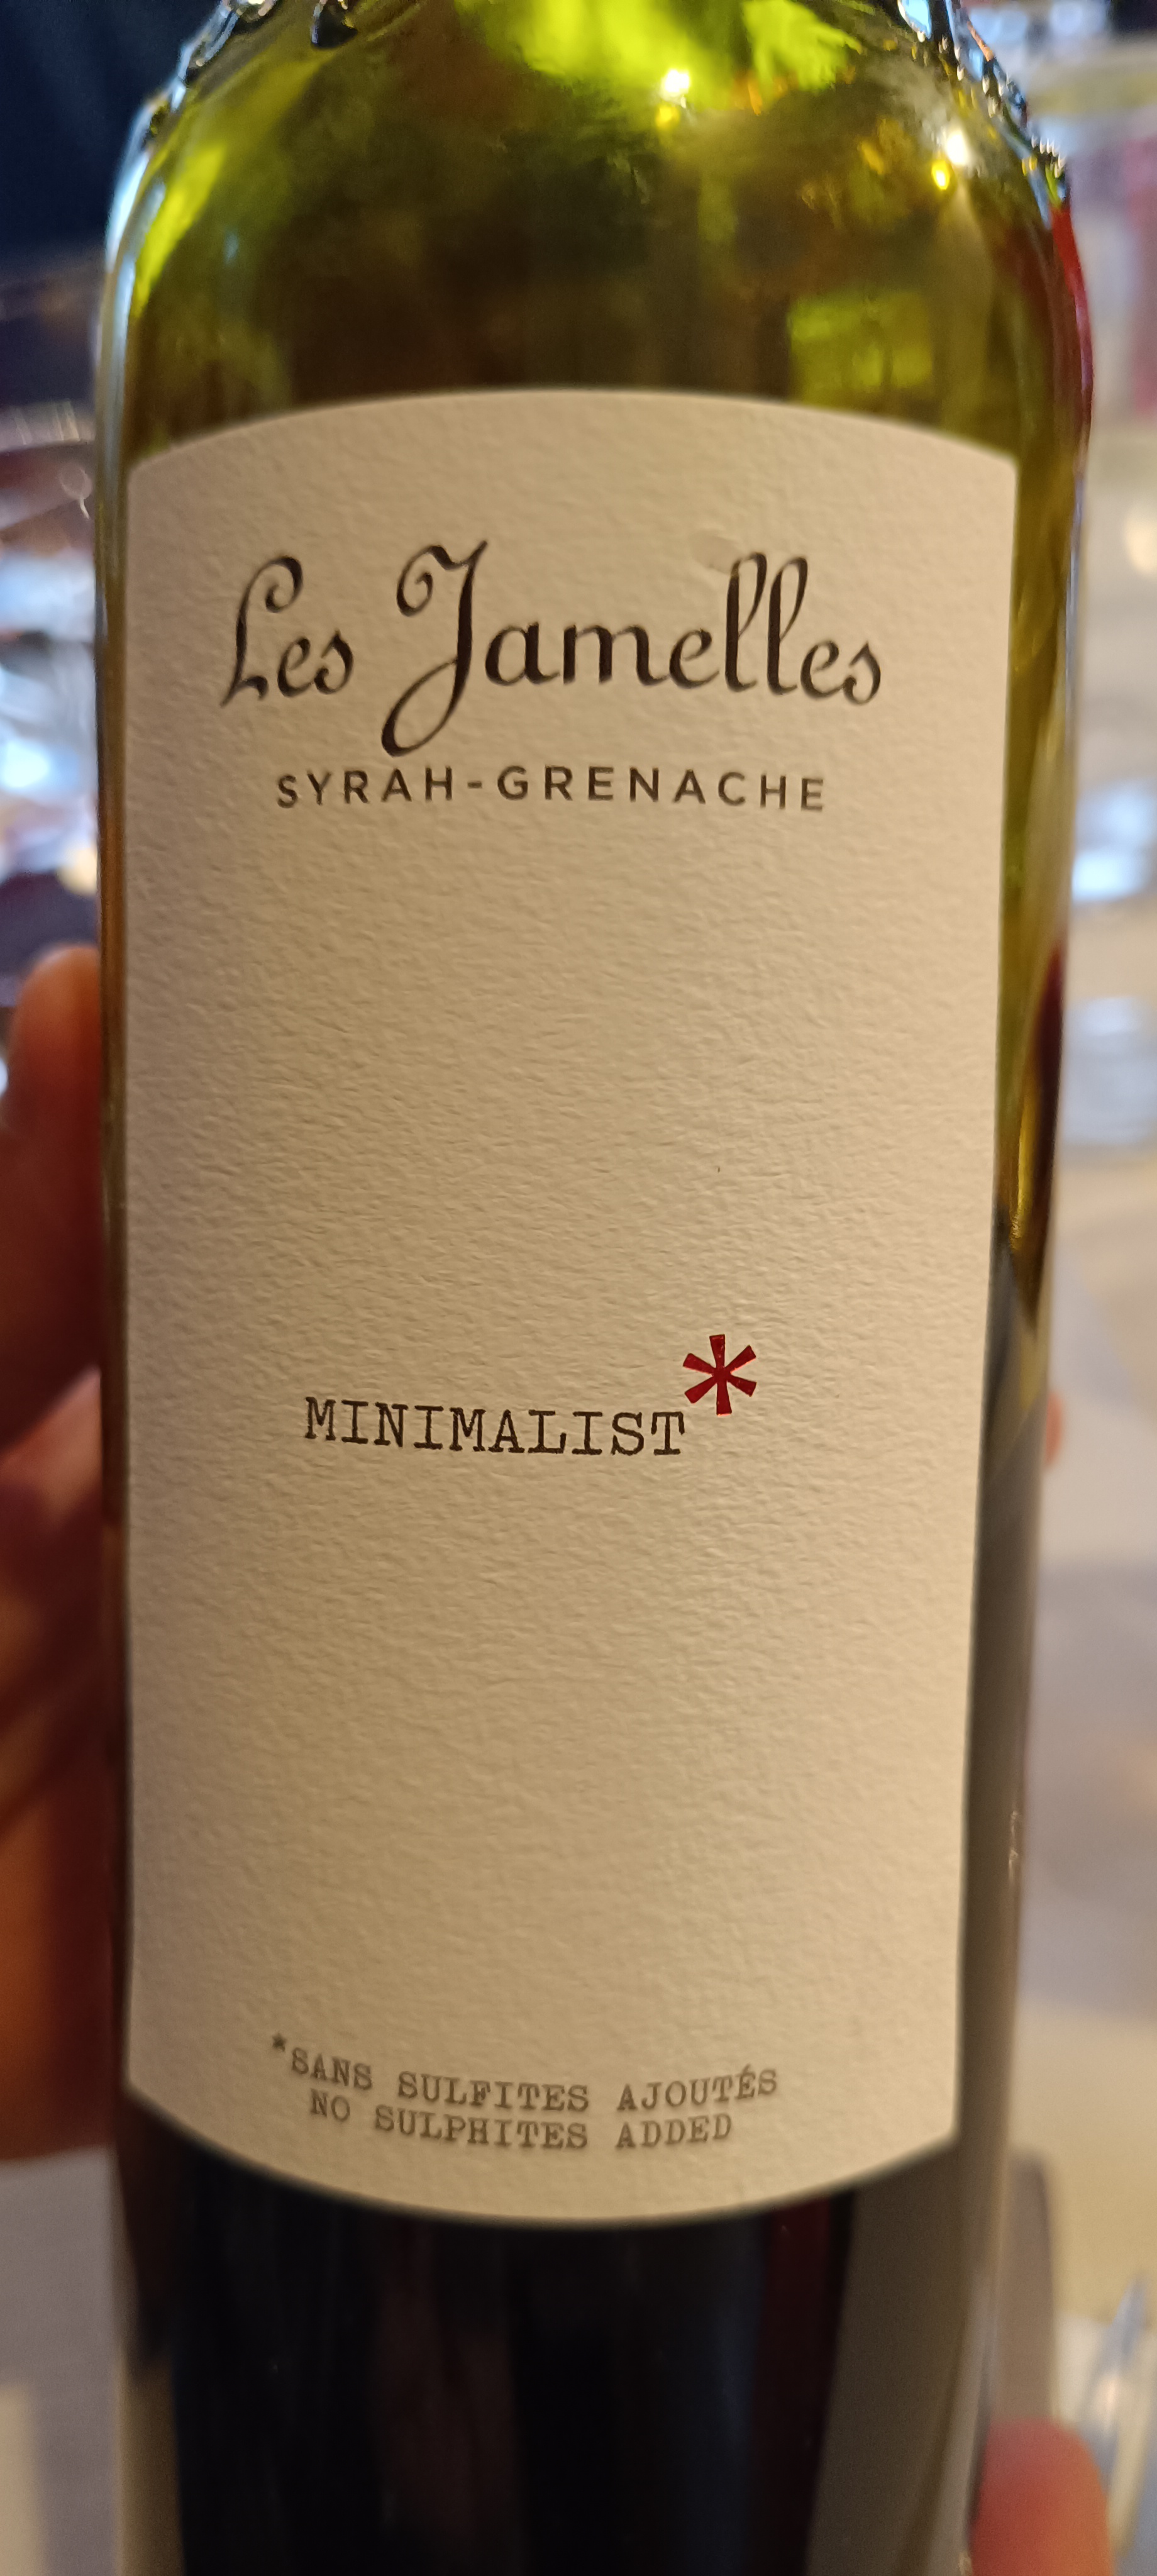 Les Jamelles
SYRAH-GRENACHE
MINIMALIST*
*SANS SULFITES AJOUTÉS
NO SULPHITES ADDED